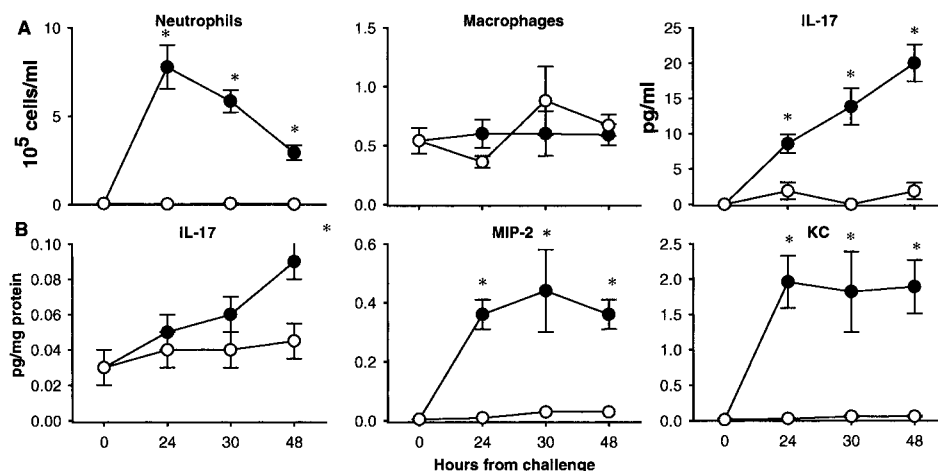 A
Neutrophils
10
5
0
10⁵ cells/ml
*
*
*
Macrophages
1.5
1.0
0.5
0.0
IL-17
25
20
15
10
5
0
pg/ml
*
*
*
B
IL-17
0.10
0.08
0.06
0.04
0.02
0.00
pg/mg protein
*
0 24 30 48
MIP-2
0.6
0.4
0.2
0.0
*
*
*
0 24 30 48
KC
2.5
2.0
1.5
1.0
0.5
0.0
*
*
*
0 24 30 48
Hours from challenge